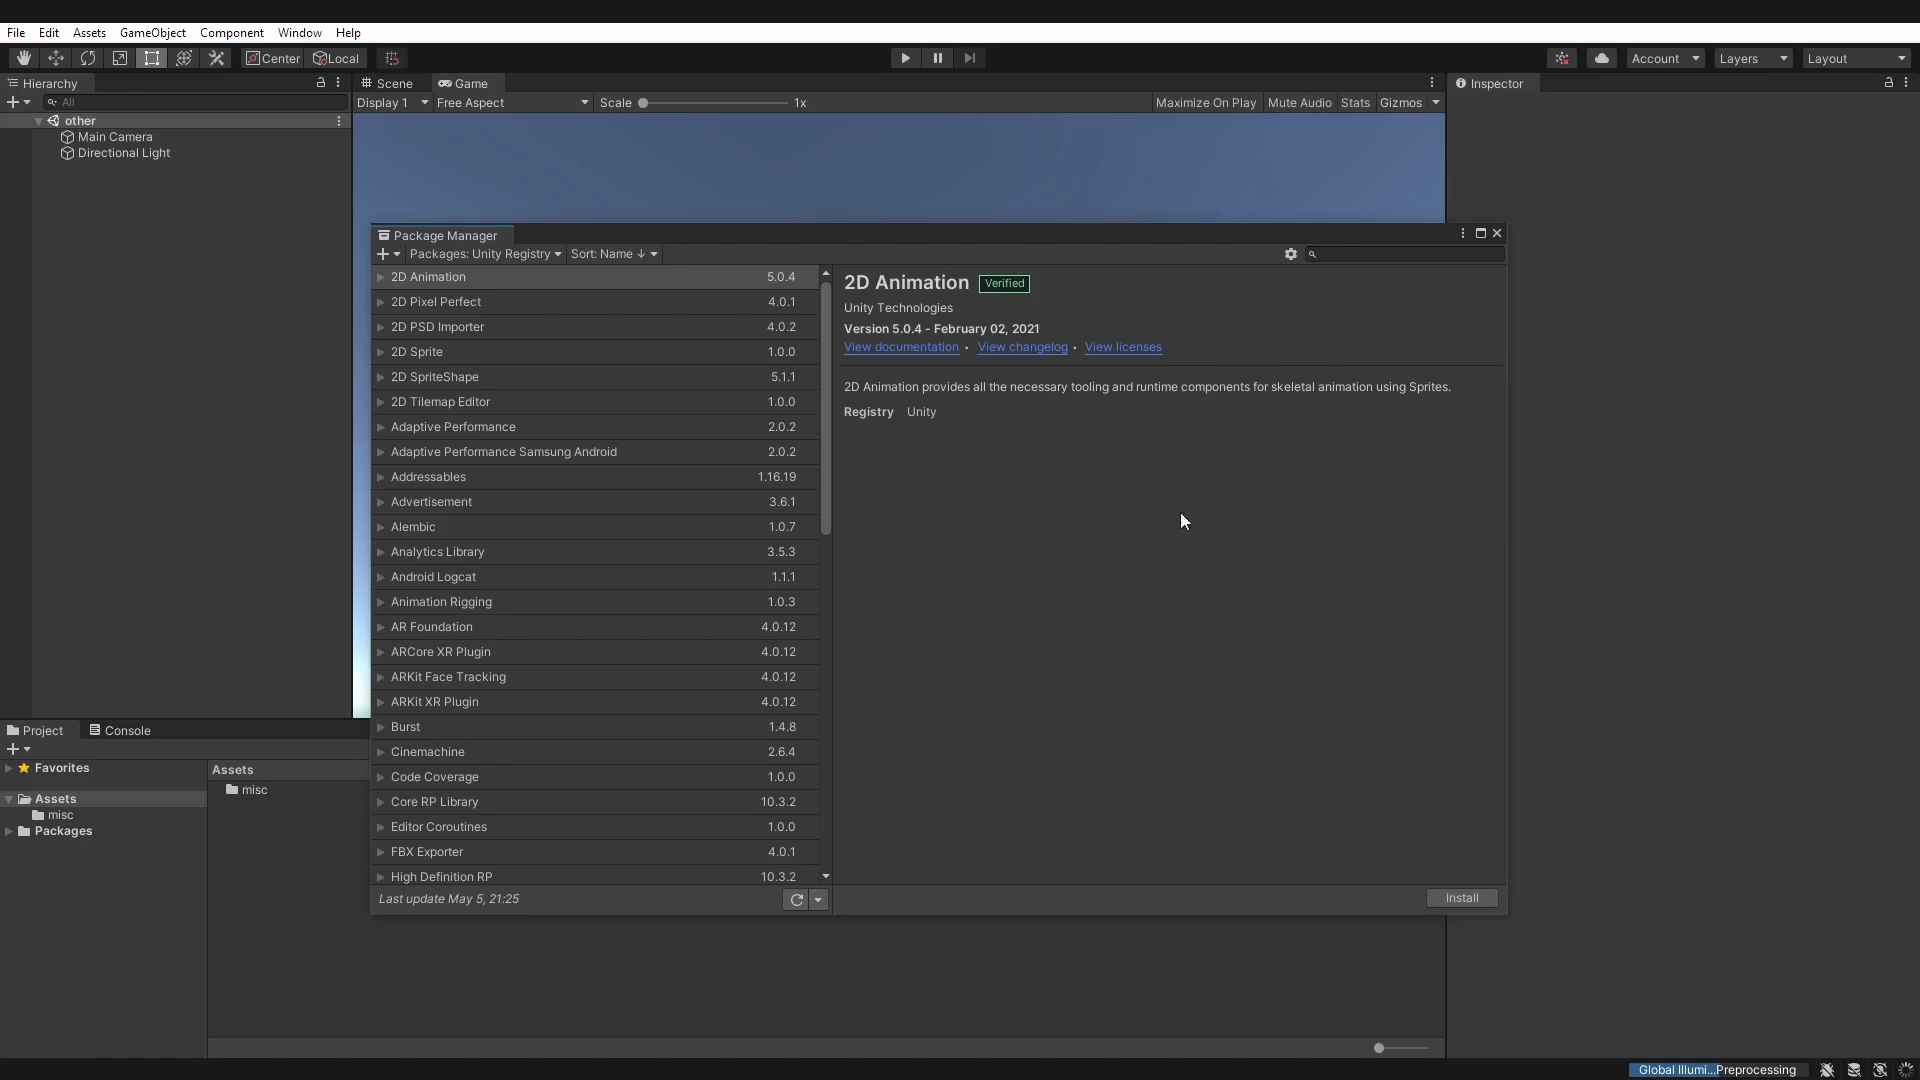 File Edit Assets GameObject Component Window Help
Center Local Account Layers Layout
Hierarchy Scene Game Inspector
All Display 1 Free Aspect Scale 1x Maximize On Play Mute Audio Stats Gizmos
other
Main Camera
Directional Light
Package Manager
Packages: Unity Registry Sort: Name ↓
2D Animation 5.0.4
2D Pixel Perfect 4.0.1
2D PSD Importer 4.0.2
2D Sprite 1.0.0
2D SpriteShape 5.1.1
2D Tilemap Editor 1.0.0
Adaptive Performance 2.0.2
Adaptive Performance Samsung Android 2.0.2
Addressables 1.16.19
Advertisement 3.6.1
Alembic 1.0.7
Analytics Library 3.5.3
Android Logcat 1.1.1
Animation Rigging 1.0.3
AR Foundation 4.0.12
ARCore XR Plugin 4.0.12
ARKit Face Tracking 4.0.12
ARKit XR Plugin 4.0.12
Burst 1.4.8
Cinemachine 2.6.4
Code Coverage 1.0.0
Core RP Library 10.3.2
Editor Coroutines 1.0.0
FBX Exporter 4.0.1
High Definition RP 10.3.2
Last update May 5, 21:25
2D Animation Verified
Unity Technologies
Version 5.0.4 - February 02, 2021
View documentation • View changelog • View licenses
2D Animation provides all the necessary tooling and runtime components for skeletal animation using Sprites.
Registry Unity
Install
Project Console
Favorites
Assets
misc
Packages
Assets
misc
Global Illumi...Preprocessing